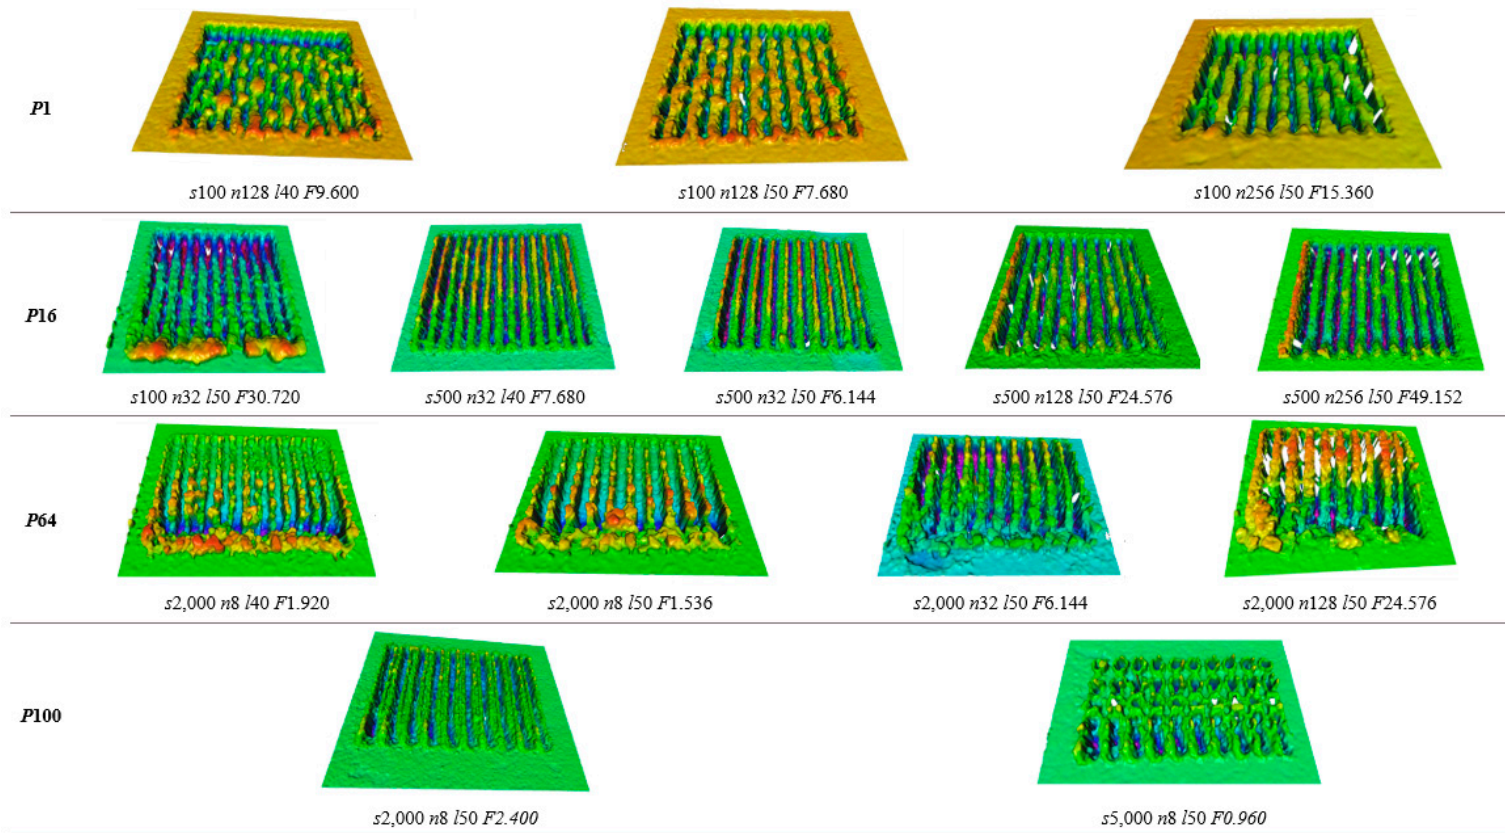 P1
s100 n128 l40 F9.600
s100 n128 l50 F7.680
s100 n256 l50 F15.360
P16
s100 n32 l50 F30.720
s500 n32 l40 F7.680
s500 n32 l50 F6.144
s500 n128 l50 F24.576
s500 n256 l50 F49.152
P64
s2,000 n8 l40 F1.920
s2,000 n8 l50 F1.536
s2,000 n32 l50 F6.144
s2,000 n128 l50 F24.576
P100
s2,000 n8 l50 F2.400
s5,000 n8 l50 F0.960